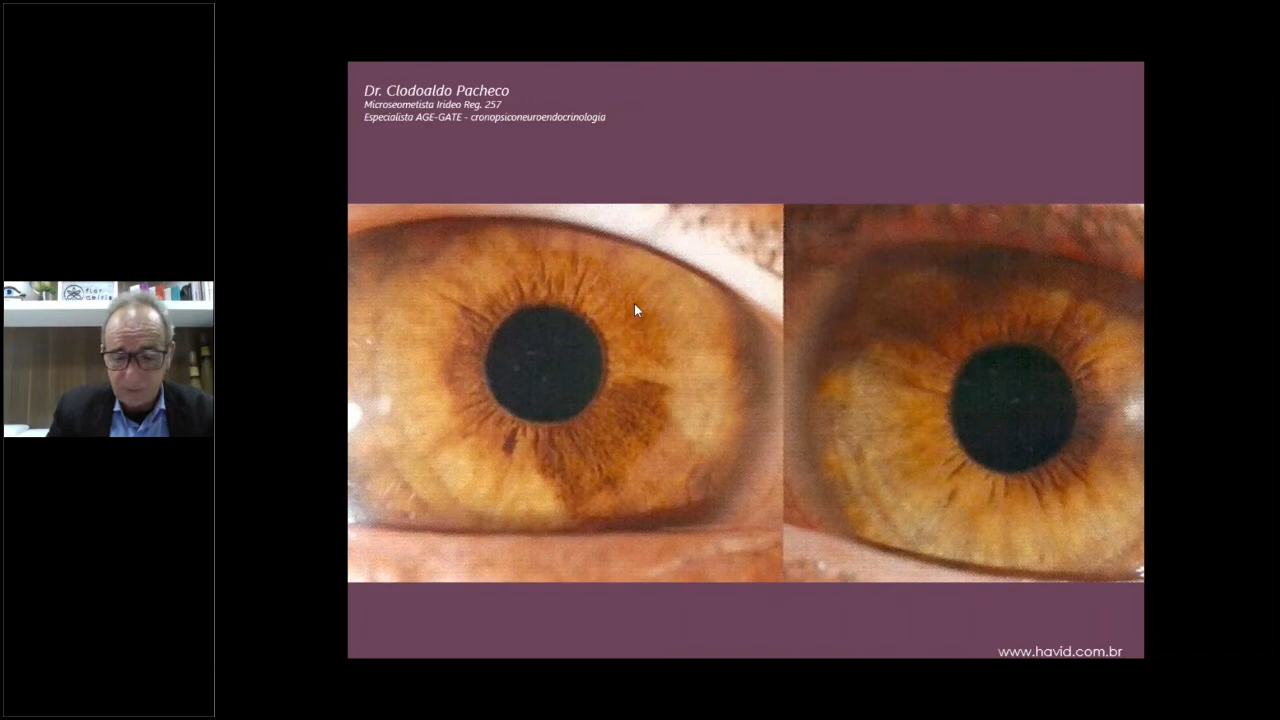 Dr. Clodoaldo Pacheco
Microseometista Irideo Reg. 257
Especialista AGE-GATE - cronopsiconeuroendocrinologia
www.havid.com.br